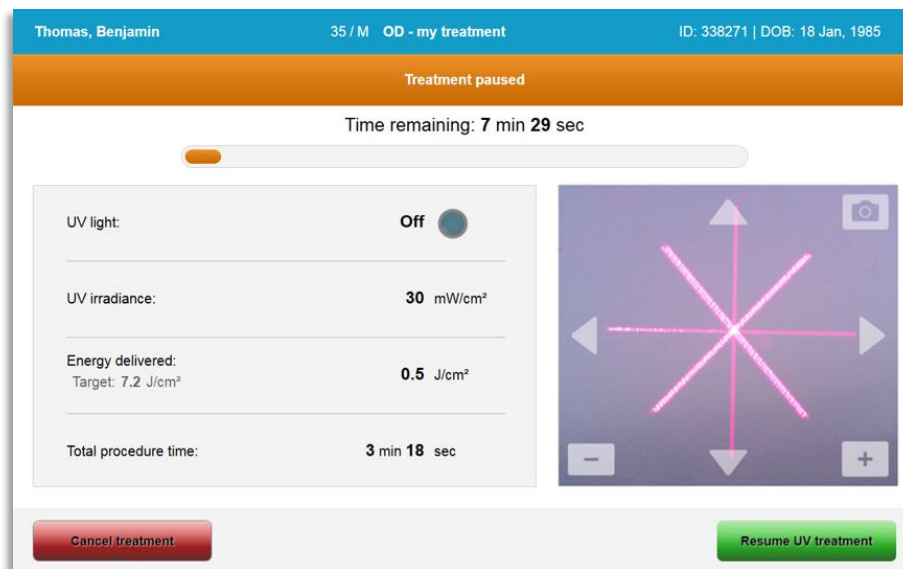 Thomas, Benjamin 35 / M OD - my treatment ID: 338271 | DOB: 18 Jan, 1985
Treatment paused
Time remaining: 7 min 29 sec
UV light: Off
UV irradiance: 30 mW/cm²
Energy delivered:
Target: 7.2 J/cm² 0.5 J/cm²
Total procedure time: 3 min 18 sec
Cancel treatment Resume UV treatment